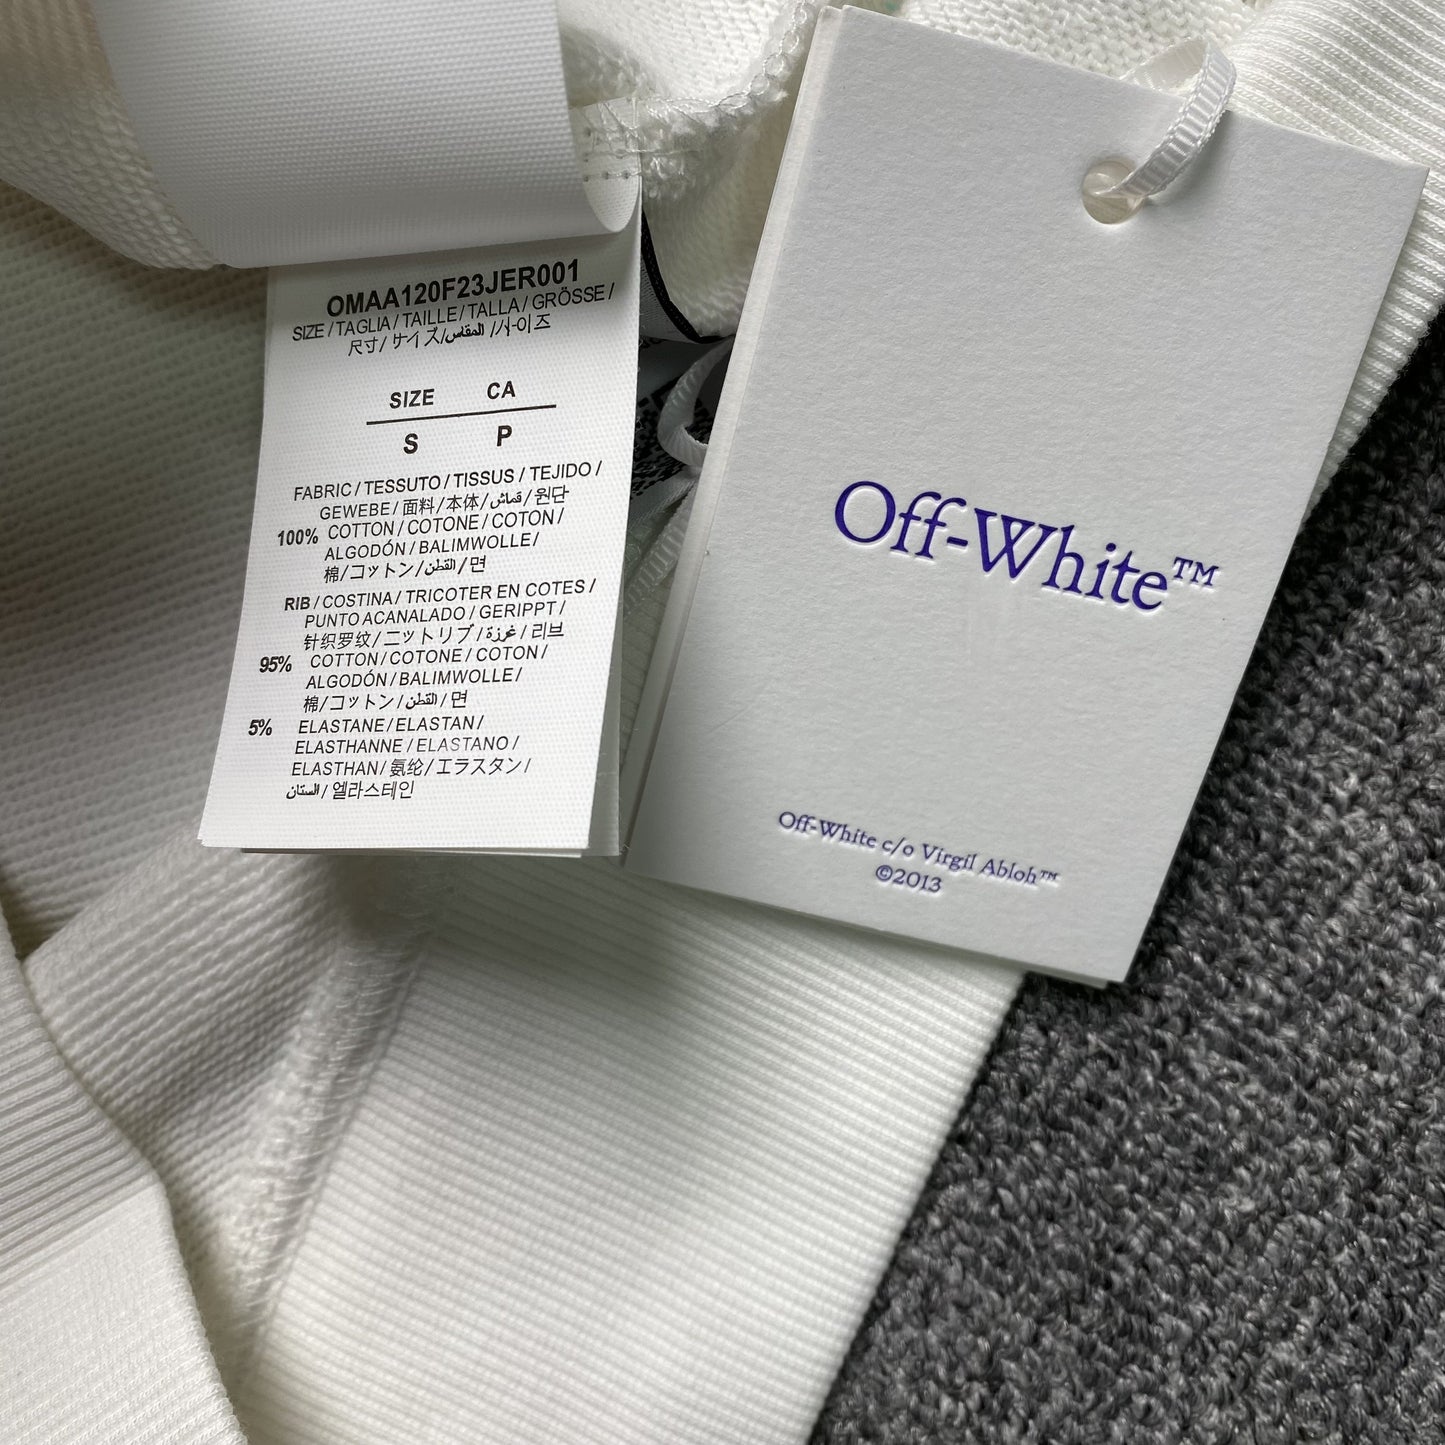 OMAA120F23JER001
SIZE / TAGLIA / TAILLE / TALLA / GRÖSSE /
尺寸 / サイズ / المقاس / 사이즈
SIZE CA
S P
FABRIC / TESSUTO / TISSUS / TEJIDO /
GEWEBE / 面料 / 本体 / قماش / 원단
100% COTTON / COTONE / COTON /
ALGODÓN / BALIMWOLLE /
棉 / コットン / القطن / 면
RIB / COSTINA / TRICOTER EN COTES /
PUNTO ACANALADO / GERIPPT /
针织罗纹 / ニットリブ / غرزة / 리브
95% COTTON / COTONE / COTON /
ALGODÓN / BALIMWOLLE /
棉 / コットン / القطن / 면
5% ELASTANE / ELASTAN /
ELASTHANNE / ELASTANO /
ELASTHAN / 氨纶 / エラスタン /
الستان / 엘라스테인
Off-White™
Off-White c/o Virgil Abloh™
©2013